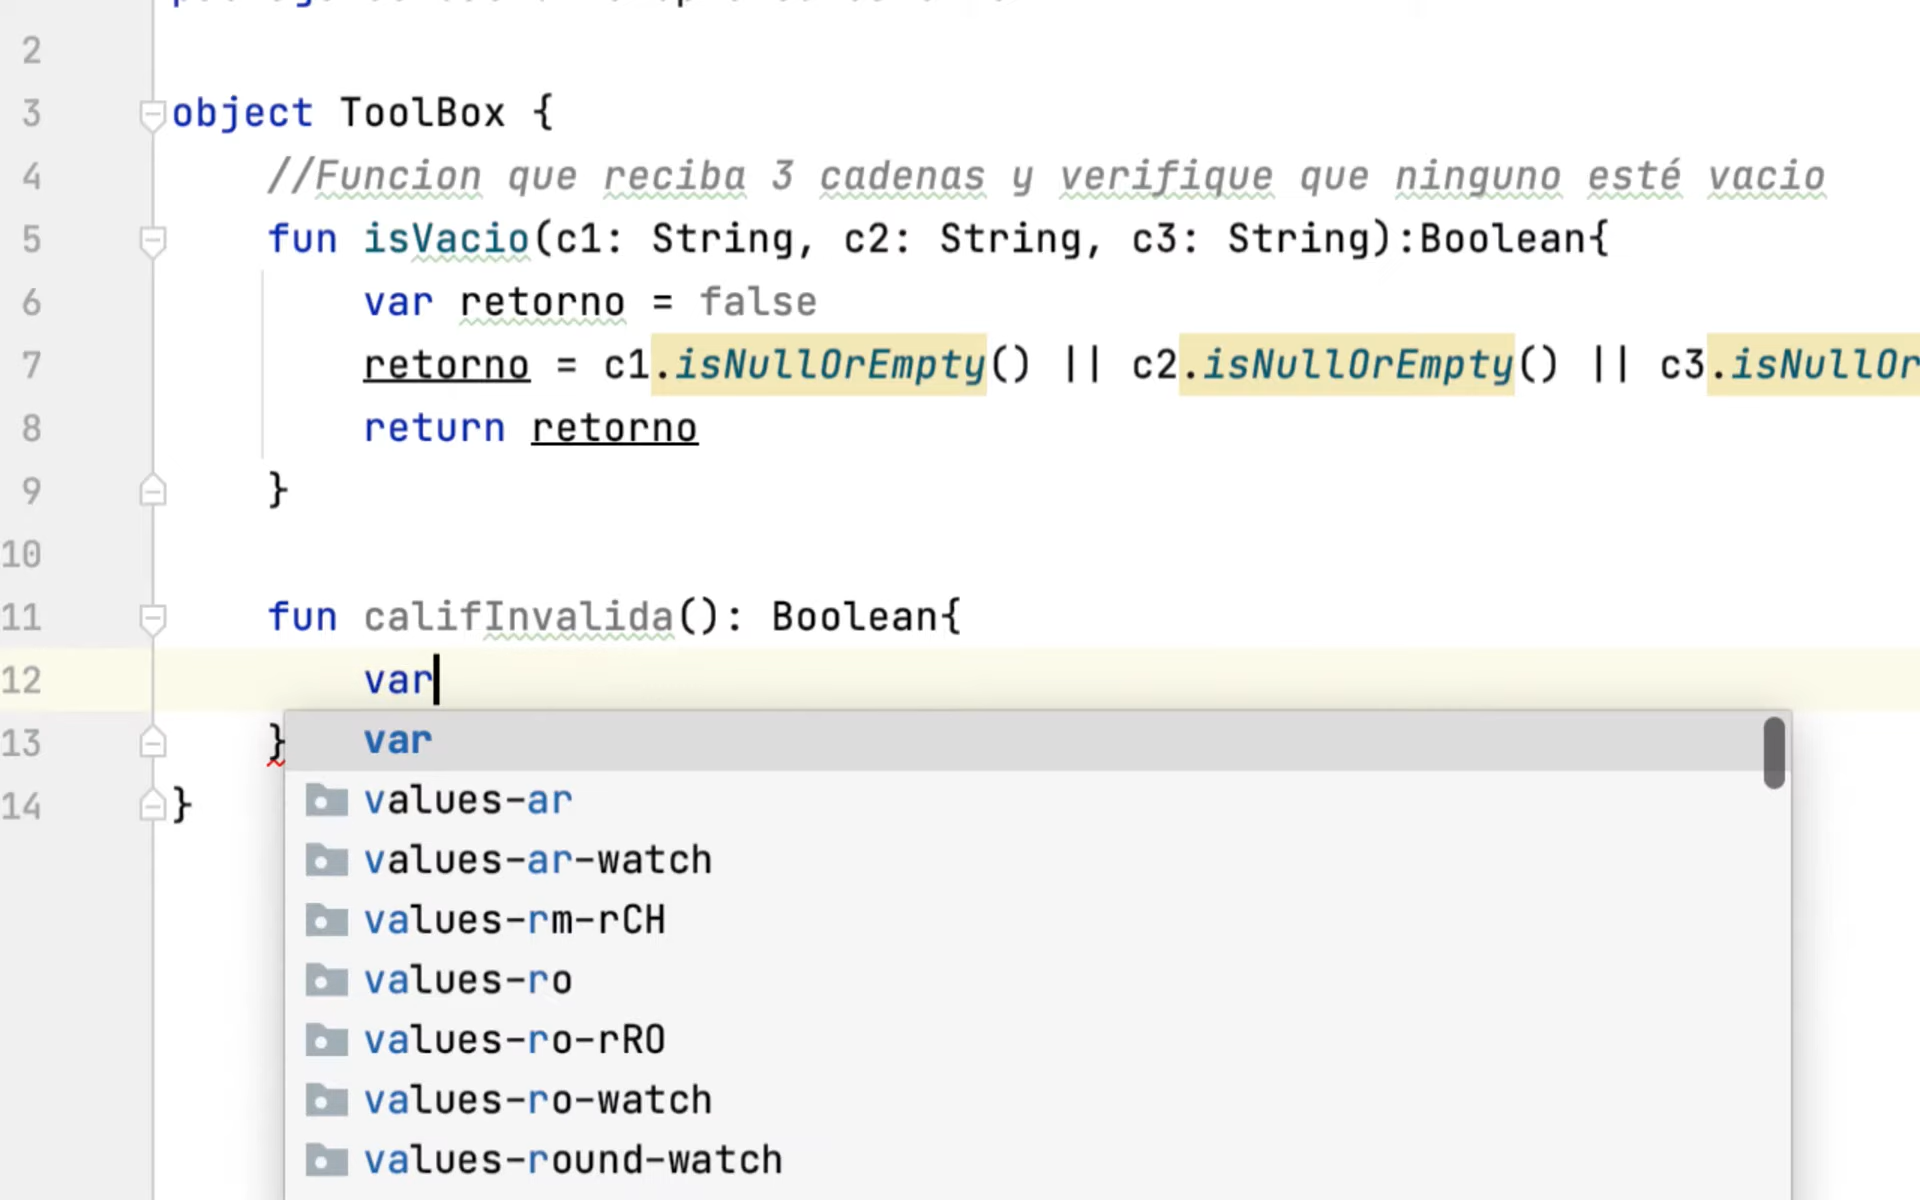 2
3 object ToolBox {
4 //Funcion que reciba 3 cadenas y verifique que ninguno esté vacio
5 fun isVacio(c1: String, c2: String, c3: String):Boolean{
6 var retorno = false
7 retorno = c1.isNullOrEmpty() || c2.isNullOrEmpty() || c3.isNullOr
8 return retorno
9 }
10
11 fun califInvalida(): Boolean{
12 var
13 }
var
14 }
values-ar
values-ar-watch
values-rm-rCH
values-ro
values-ro-rRO
values-ro-watch
values-round-watch